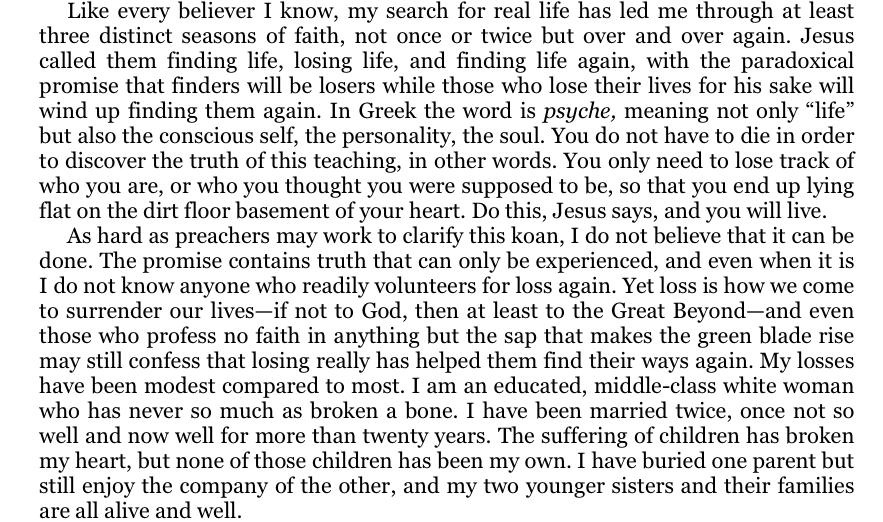 Like every believer I know, my search for real life has led me through at least
three distinct seasons of faith, not once or twice but over and over again. Jesus
called them finding life, losing life, and finding life again, with the paradoxical
promise that finders will be losers while those who lose their lives for his sake will
wind up finding them again. In Greek the word is psyche, meaning not only “life”
but also the conscious self, the personality, the soul. You do not have to die in order
to discover the truth of this teaching, in other words. You only need to lose track of
who you are, or who you thought you were supposed to be, so that you end up lying
flat on the dirt floor basement of your heart. Do this, Jesus says, and you will live.
As hard as preachers may work to clarify this koan, I do not believe that it can be
done. The promise contains truth that can only be experienced, and even when it is
I do not know anyone who readily volunteers for loss again. Yet loss is how we come
to surrender our lives—if not to God, then at least to the Great Beyond—and even
those who profess no faith in anything but the sap that makes the green blade rise
may still confess that losing really has helped them find their ways again. My losses
have been modest compared to most. I am an educated, middle-class white woman
who has never so much as broken a bone. I have been married twice, once not so
well and now well for more than twenty years. The suffering of children has broken
my heart, but none of those children has been my own. I have buried one parent but
still enjoy the company of the other, and my two younger sisters and their families
are all alive and well.